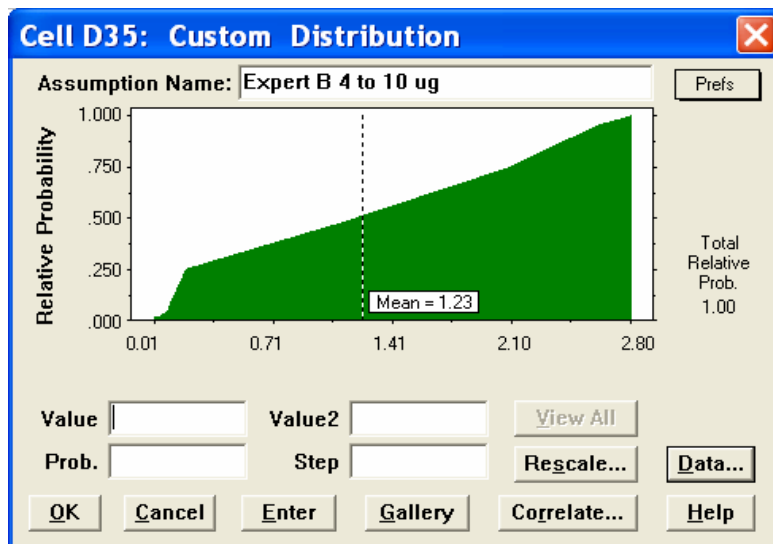 Cell D35: Custom Distribution
Assumption Name: Expert B 4 to 10 ug
Prefs
Relative Probability
1.000
.750
.500
.250
.000
Mean = 1.23
0.01 0.71 1.41 2.10 2.80
Total
Relative
Prob.
1.00
Value Value2 View All
Prob. Step Rescale... Data...
OK Cancel Enter Gallery Correlate... Help